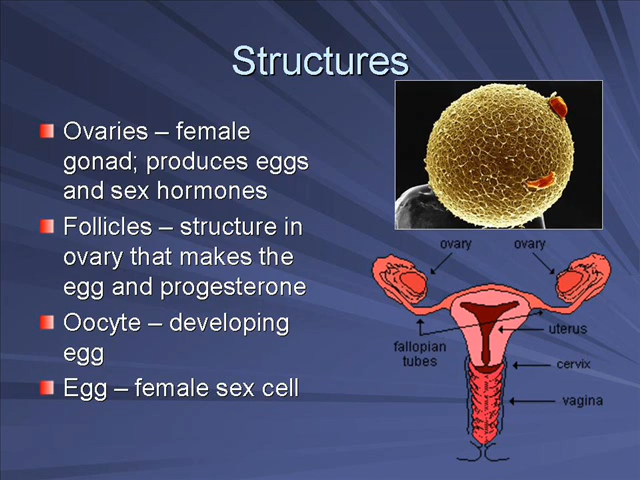 Structures
Ovaries – female
gonad; produces eggs
and sex hormones
Follicles – structure in
ovary that makes the
egg and progesterone
Oocyte – developing
egg
Egg – female sex cell
ovary
ovary
uterus
fallopian
tubes
cervix
vagina